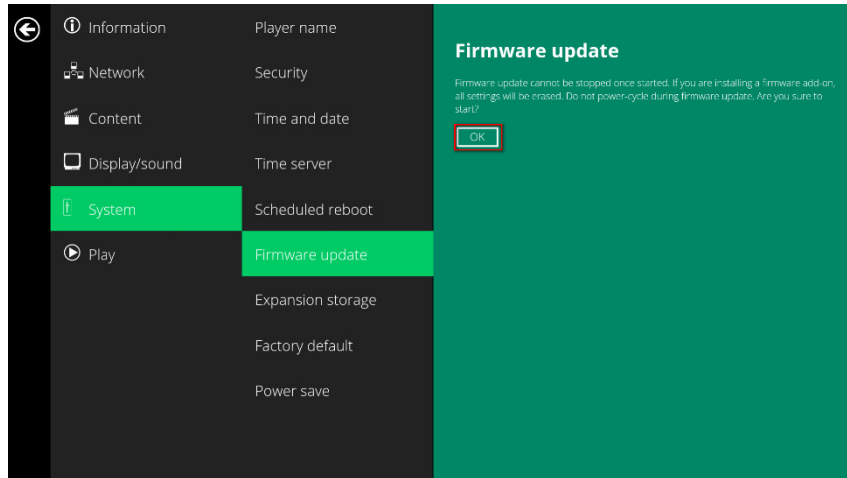 Information
Network
Content
Display/sound
System
Play
Player name
Security
Time and date
Time server
Scheduled reboot
Firmware update
Expansion storage
Factory default
Power save
Firmware update
Firmware update cannot be stopped once started. If you are installing a firmware add-on,
all settings will be erased. Do not power-cycle during firmware update. Are you sure to
start?
OK